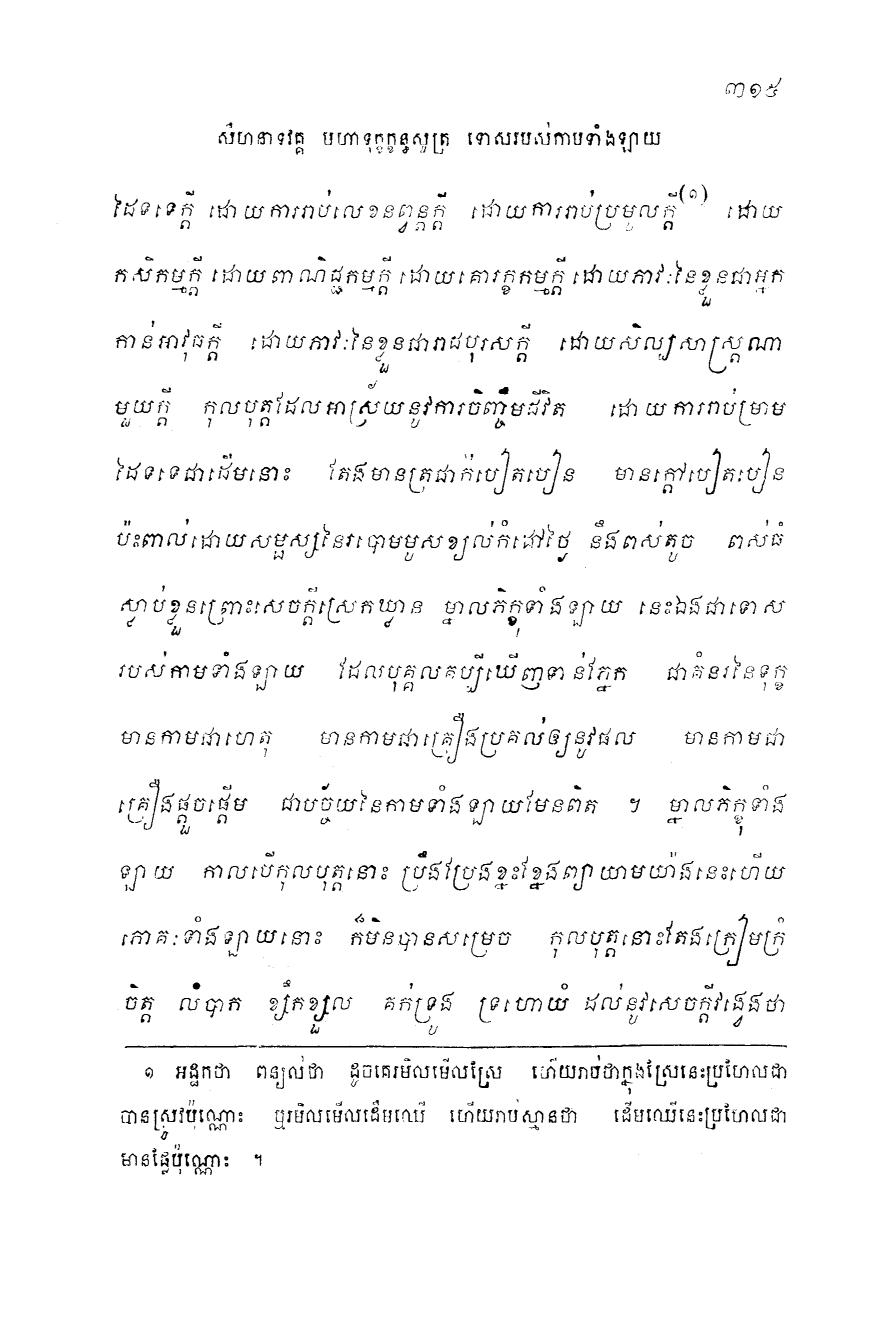 ៣១៥
សីហនាទវគ្គ មហាទុក្ខក្ខន្ធសូត្រ ទោសរបស់កាមទាំងឡាយ
ដៃទទេក្តី ដោយការរាប់លេខនព្វន្តក្តី ដោយការរាប់ប្រមូលក្តី(១) ដោយ
កសិកម្មក្តី ដោយពាណិជ្ជកម្មក្តី ដោយគោរក្ខកម្មក្តី ដោយភាវៈនៃខ្លួនជាអ្នក
កាន់អាវុធក្តី ដោយភាវៈនៃខ្លួនជារាជបុរសក្តី ដោយសិល្បសាស្ត្រណា
មួយក្តី កុលបុត្តដែលអាស្រ័យនូវការចិញ្ចឹមជីវិត ដោយការរាប់ម្រាម
ដៃទទេជាដើមនោះ តែងមានត្រជាក់បៀតបៀន មានក្តៅបៀតបៀន
ប៉ះពាល់ដោយសម្ផស្សនៃរបោមមូសខ្យល់កំដៅថ្ងៃ នឹងពស់តូច ពស់ធំ
ស្លាប់ខ្លួនព្រោះសេចក្តីស្រេកឃ្លាន ម្នាលភិក្ខុទាំងឡាយ នេះឯងជាទោស
របស់កាមទាំងឡាយ ដែលបុគ្គលគប្បីឃើញទាន់ភ្នែក ជាគំនរនៃទុក្ខ
មានកាមជាហេតុ មានកាមជាគ្រឿងប្រគល់ឲ្យនូវផល មានកាមជា
គ្រឿងផ្តួចផ្តើម ជាបច្ច័យនៃកាមទាំងឡាយមែនពិត ។ ម្នាលភិក្ខុទាំង
ឡាយ កាលបើកុលបុត្តនោះ ប្រឹងប្រែងខ្នះខ្នែងព្យាយាមយ៉ាងនេះហើយ
ភោគៈទាំងឡាយនោះ ក៏មិនបានសម្រេច កុលបុត្តនោះតែងក្រៀមក្រំ
ចិត្ត លំបាក ខ្សឹកខ្សួល គក់ទ្រូង ទ្រហោយំ ដល់នូវសេចក្តីវង្វេងថា
១ អដ្ឋកថា ពន្យល់ថា ដូចគេរមិលមើលស្រែ ហើយរាប់ថាក្នុងស្រែនេះប្រហែលជា
បានស្រូវប៉ុណ្ណោះ ឬរមិលមើលដើមឈើ ហើយរាប់ស្មានថា ដើមឈើនេះប្រហែលជា
មានផ្លែប៉ុណ្ណោះ ។